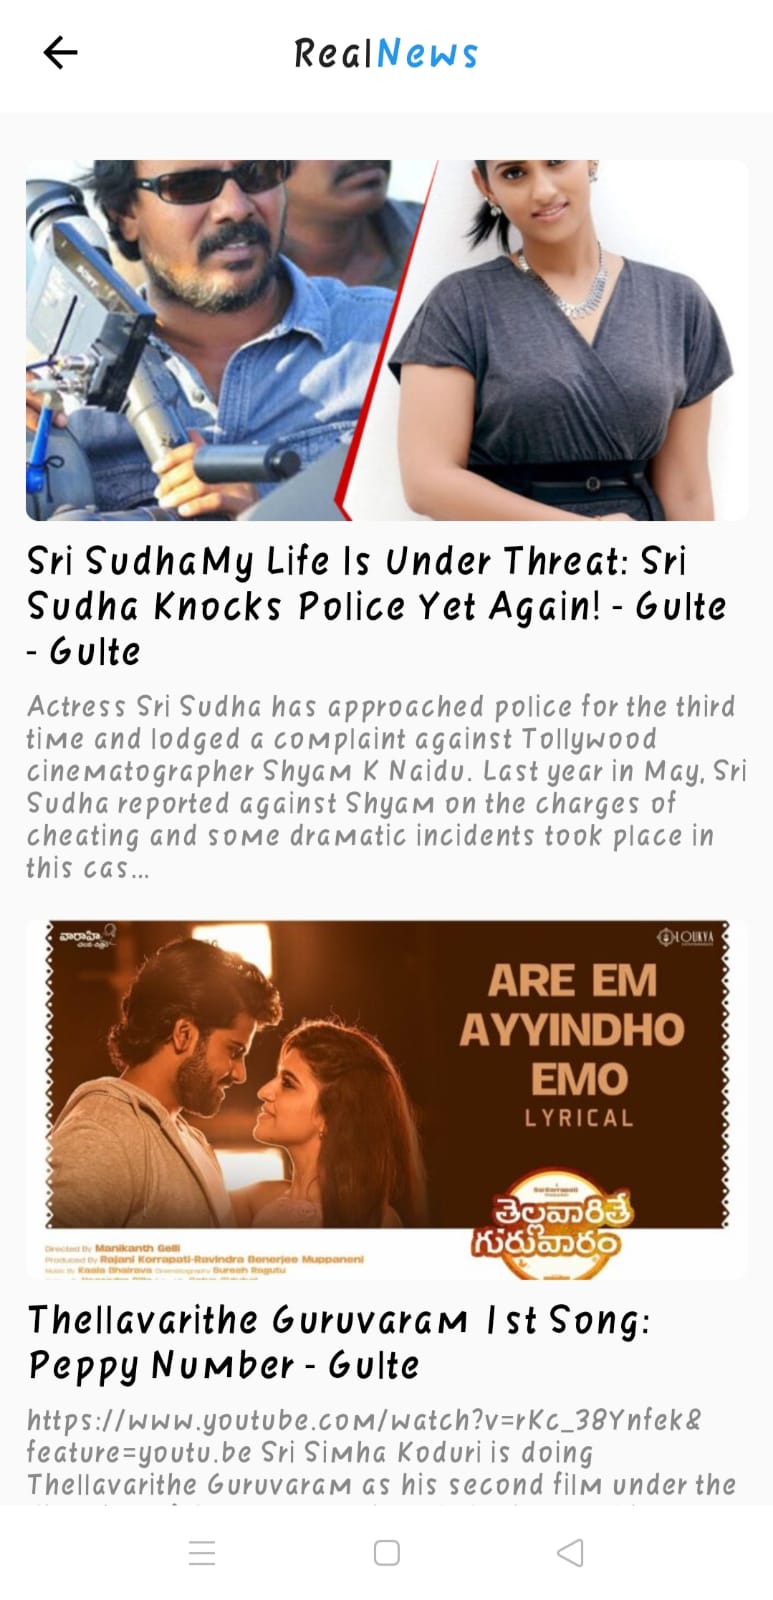 RealNews
SONY
Sri SudhaMy Life Is Under Threat: Sri
Sudha Knocks Police Yet Again! - Gulte
- Gulte
Actress Sri Sudha has approached police for the third
time and lodged a complaint against Tollywood
cinematographer Shyam K Naidu. Last year in May, Sri
Sudha reported against Shyam on the charges of
cheating and some dramatic incidents took place in
this cas...
వారాహి
LOUKYA
ARE EM
AYYINDHO
EMO
LYRICAL
తెల్లవారితే
గురువారం
Directed By Manikanth Gelli
Produced By Rajani Korrapati-Ravindra Benerjee Muppaneni
Music By Kaala Bhairava Cinematography Suresh Ragutu
Thellavarithe Guruvaram 1st Song:
Peppy Number - Gulte
https://www.youtube.com/watch?v=rKc_38Ynfek&
feature=youtu.be Sri Simha Koduri is doing
Thellavarithe Guruvaram as his second film under the